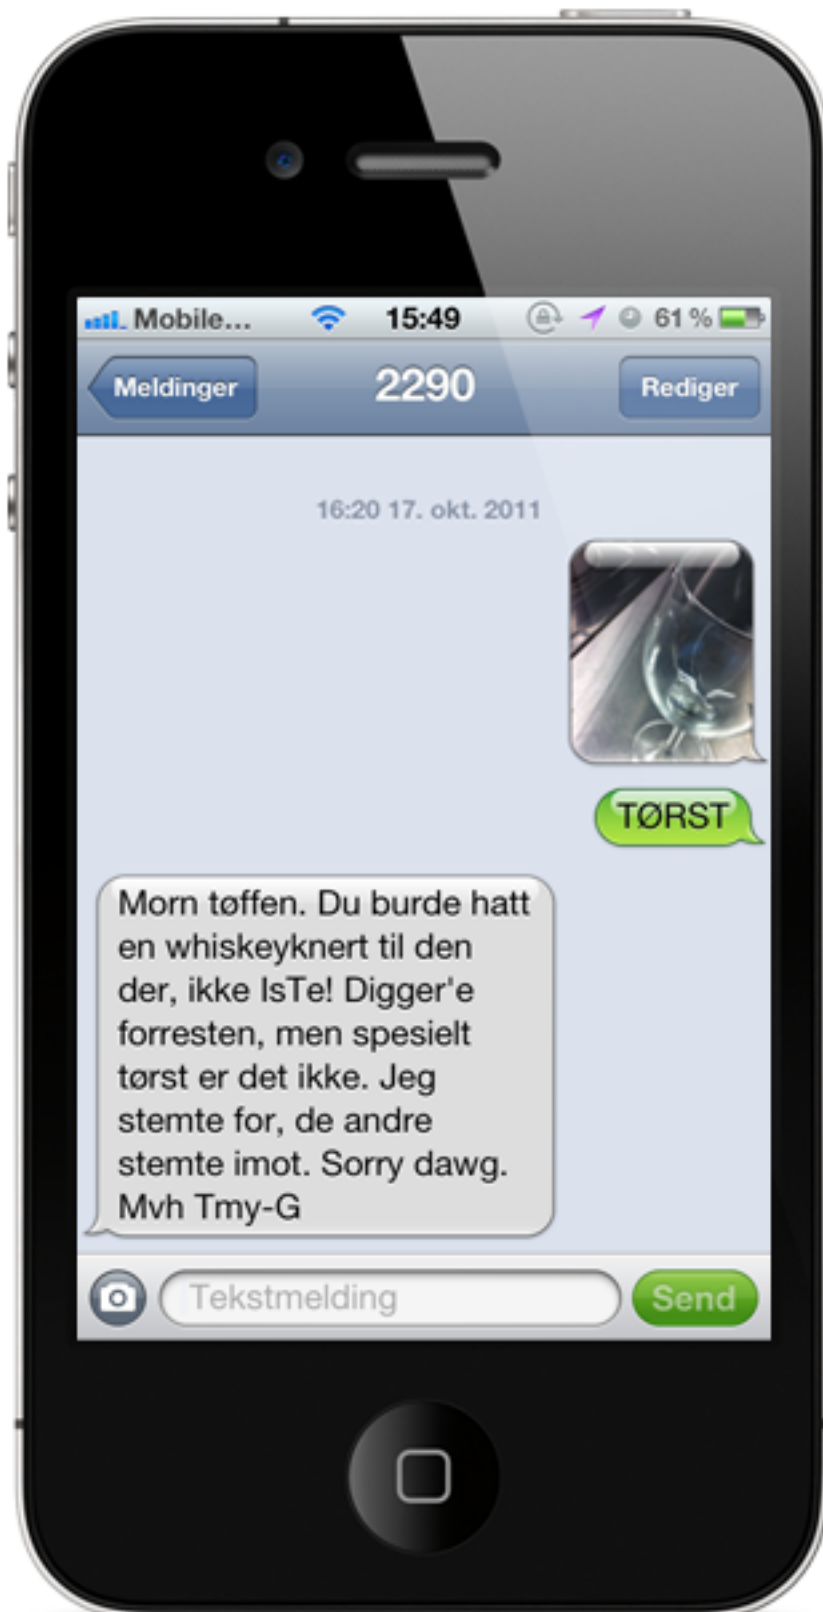 Mobile... 15:49 61 %
Meldinger 2290 Rediger
16:20 17. okt. 2011
TØRST
Morn tøffen. Du burde hatt
en whiskeyknert til den
der, ikke IsTe! Digger'e
forresten, men spesielt
tørst er det ikke. Jeg
stemte for, de andre
stemte imot. Sorry dawg.
Mvh Tmy-G
Tekstmelding Send